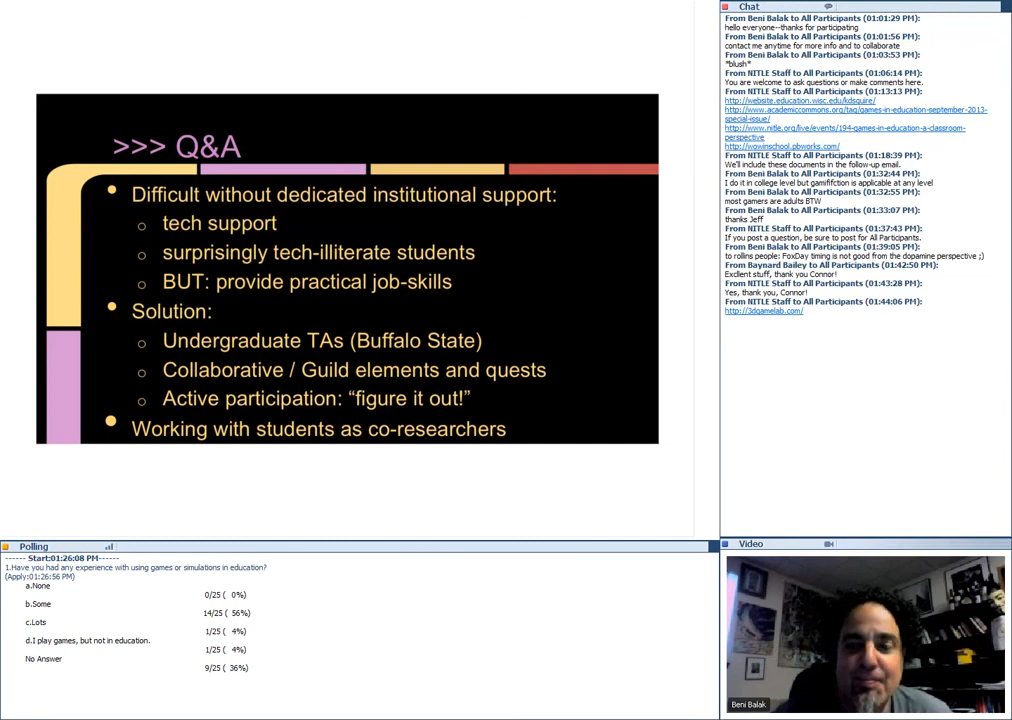 >>> Q&A
• Difficult without dedicated institutional support:
o tech support
o surprisingly tech-illiterate students
o BUT: provide practical job-skills
• Solution:
o Undergraduate TAs (Buffalo State)
o Collaborative / Guild elements and quests
o Active participation: “figure it out!”
• Working with students as co-researchers
Chat
From Beni Balak to All Participants (01:01:29 PM):
hello everyone--thanks for participating
From Beni Balak to All Participants (01:01:56 PM):
contact me anytime for more info and to collaborate
From Beni Balak to All Participants (01:03:53 PM):
*blush*
From NITLE Staff to All Participants (01:06:14 PM):
You are welcome to ask questions or make comments here.
From NITLE Staff to All Participants (01:13:13 PM):
http://website.education.wisc.edu/kdsquire/
http://www.academiccommons.org/tag/games-in-education-september-2013-
special-issue/
http://www.nitle.org/live/events/194-games-in-education-a-classroom-
perspective
http://wowinschool.pbworks.com/
From NITLE Staff to All Participants (01:18:39 PM):
We'll include these documents in the follow-up email.
From Beni Balak to All Participants (01:32:44 PM):
I do it in college level but gamififction is applicable at any level
From Beni Balak to All Participants (01:32:55 PM):
most gamers are adults BTW
From Beni Balak to All Participants (01:33:07 PM):
thanks Jeff
From NITLE Staff to All Participants (01:37:43 PM):
If you post a question, be sure to post for All Participants.
From Beni Balak to All Participants (01:39:05 PM):
to rollins people: FoxDay timing is not good from the dopamine perspective ;)
From Baynard Bailey to All Participants (01:42:50 PM):
Excllent stuff, thank you Connor!
From NITLE Staff to All Participants (01:43:28 PM):
Yes, thank you, Connor!
From NITLE Staff to All Participants (01:44:06 PM):
http://3dgamelab.com/
Polling
------ Start:01:26:08 PM------
1.Have you had any experience with using games or simulations in education?
(Apply:01:26:56 PM)
a.None
0/25 ( 0%)
b.Some
14/25 ( 56%)
c.Lots
1/25 ( 4%)
d.I play games, but not in education.
1/25 ( 4%)
No Answer
9/25 ( 36%)
Video
Beni Balak